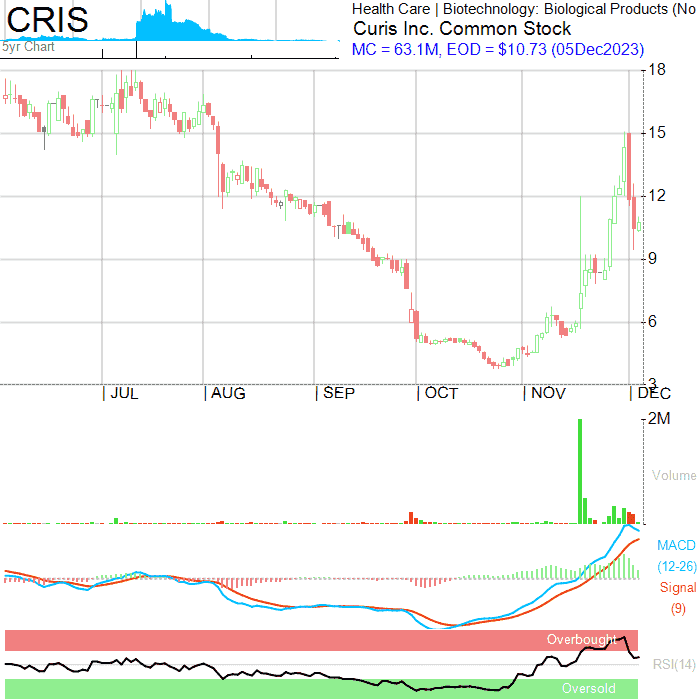 CRIS
5yr Chart
Health Care | Biotechnology: Biological Products (No
Curis Inc. Common Stock
MC = 63.1M, EOD = $10.73 (05Dec2023)
18
15
12
9
6
3
| JUL | AUG | SEP | OCT | NOV | DEC
2M
Volume
MACD
(12-26)
Signal
(9)
Overbought
RSI(14)
Oversold